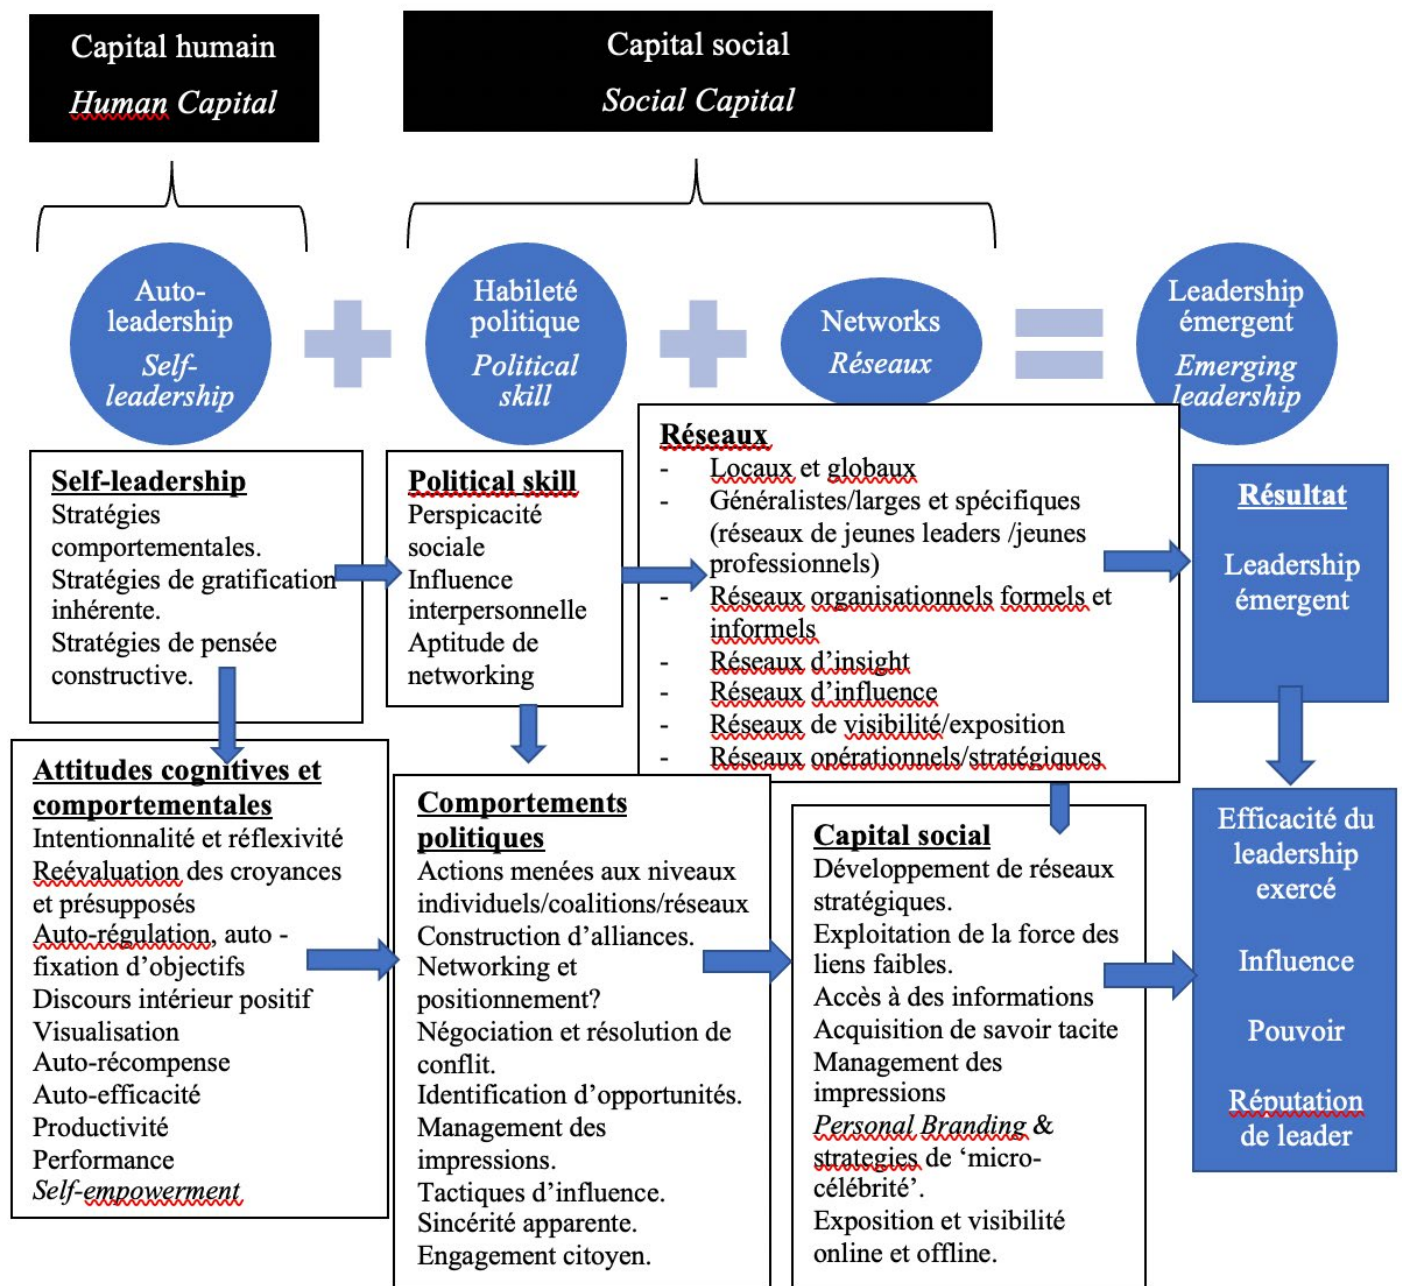 Capital humain
Human Capital
Capital social
Social Capital
Auto-
leadership
Self-
leadership
Habileté
politique
Political
skill
Networks
Réseaux
Leadership
émergent
Emerging
leadership
Self-leadership
Stratégies
comportementales.
Stratégies de gratification
inhérente.
Stratégies de pensée
constructive.
Political skill
Perspicacité
sociale
Influence
interpersonnelle
Aptitude de
networking
Réseaux
- Locaux et globaux
- Généralistes/larges et spécifiques
(réseaux de jeunes leaders /jeunes
professionnels)
- Réseaux organisationnels formels et
informels
- Réseaux d’insight
- Réseaux d’influence
- Réseaux de visibilité/exposition
- Réseaux opérationnels/stratégiques
Résultat
Leadership
émergent
Attitudes cognitives et
comportementales
Intentionnalité et réflexivité
Reévaluation des croyances
et présupposés
Auto-régulation, auto -
fixation d’objectifs
Discours intérieur positif
Visualisation
Auto-récompense
Auto-efficacité
Productivité
Performance
Self-empowerment
Comportements
politiques
Actions menées aux niveaux
individuels/coalitions/réseaux
Construction d’alliances.
Networking et
positionnement?
Négociation et résolution de
conflit.
Identification d’opportunités.
Management des
impressions.
Tactiques d’influence.
Sincérité apparente.
Engagement citoyen.
Capital social
Développement de réseaux
stratégiques.
Exploitation de la force des
liens faibles.
Accès à des informations
Acquisition de savoir tacite
Management des
impressions
Personal Branding &
strategies de ‘micro-
célébrité’.
Exposition et visibilité
online et offline.
Efficacité du
leadership
exercé
Influence
Pouvoir
Réputation
de leader